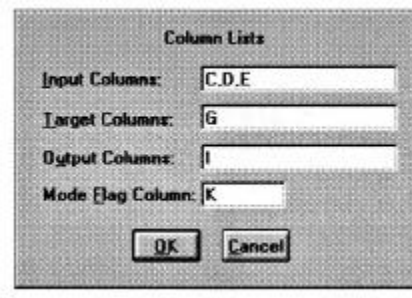 Column Lists
Input Columns: C,D,E
Target Columns: G
Output Columns: I
Mode Flag Column: K
OK Cancel